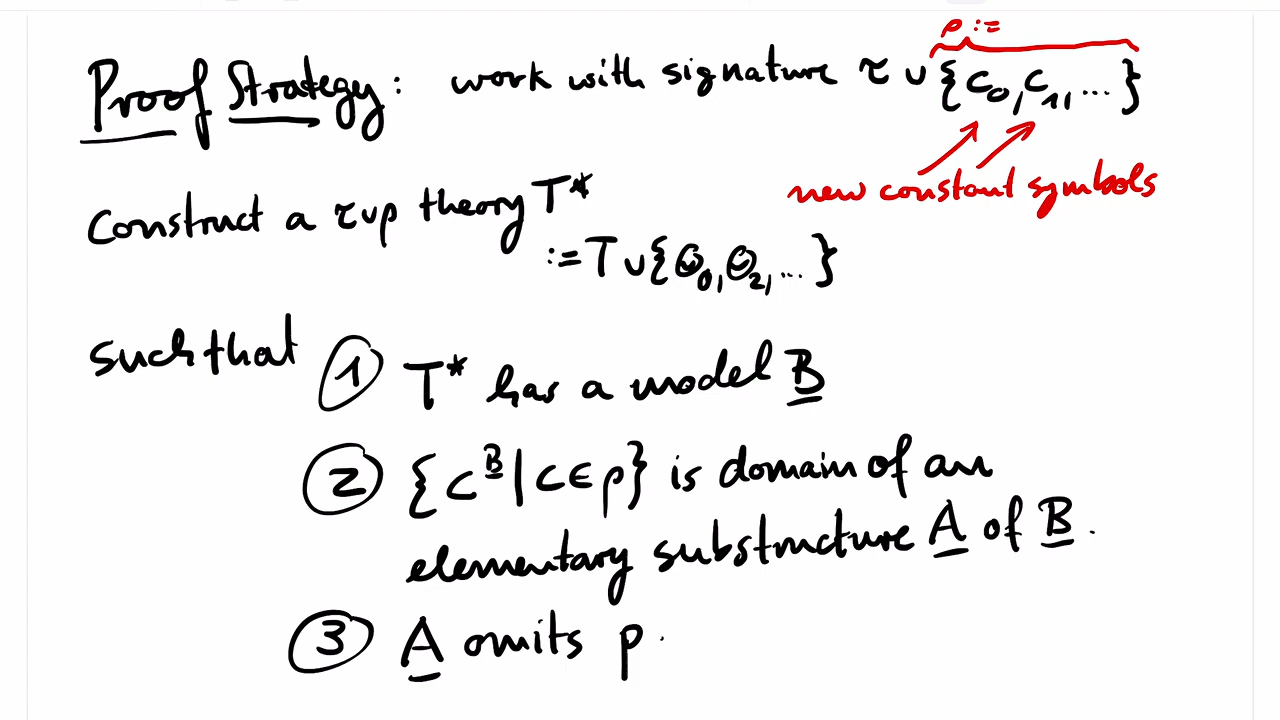 ρ :=
Proof Strategy: work with signature τ ∪ {c₀, c₁, ... }
new constant symbols
Construct a τ∪ρ theory T*
:= T ∪ {Θ₀, Θ₂, ... }
such that ① T* has a model B
② {c^B | c ∈ ρ} is domain of an
elementary substructure A of B.
③ A omits p.